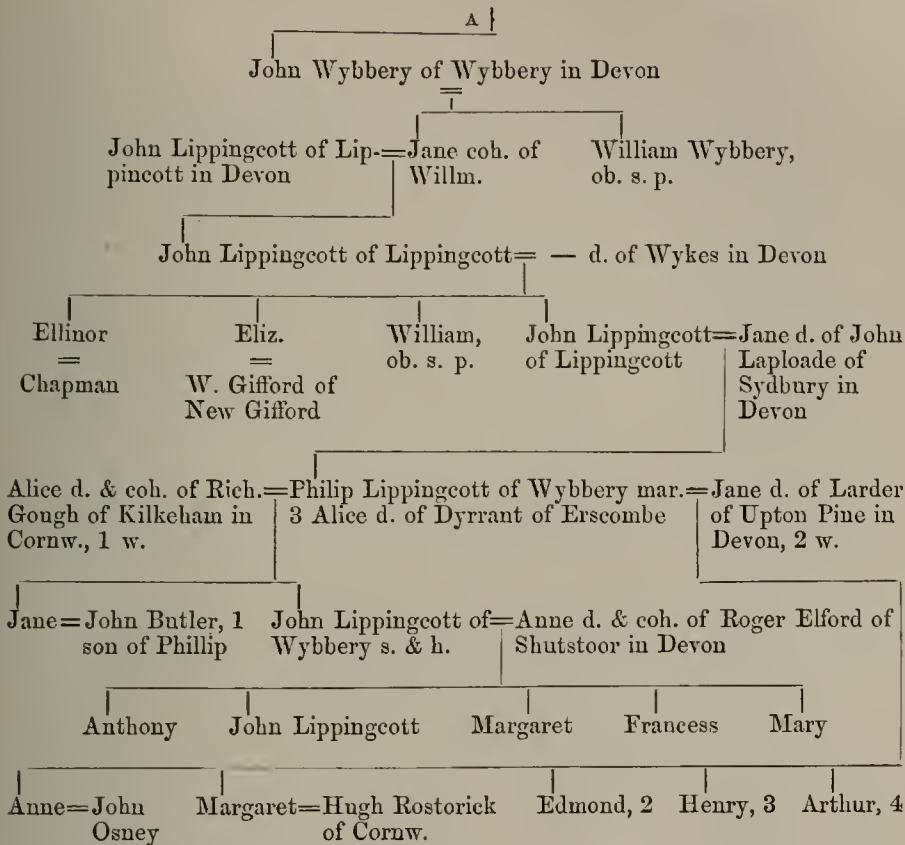 A }
John Wybbery of Wybbery in Devon
=
John Lippingcott of Lip-=Jane coh. of William Wybbery,
pincott in Devon Willm. ob. s. p.
John Lippingcott of Lippingcott= — d. of Wykes in Devon
Ellinor Eliz. William, John Lippingcott=Jane d. of John
= = ob. s. p. of Lippingcott Laploade of
Chapman W. Gifford of Sydbury in
New Gifford Devon
Alice d. & coh. of Rich.=Philip Lippingcott of Wybbery mar.=Jane d. of Larder
Gough of Kilkeham in 3 Alice d. of Dyrrant of Erscombe of Upton Pine in
Cornw., 1 w. Devon, 2 w.
Jane=John Butler, 1 John Lippingcott of=Anne d. & coh. of Roger Elford of
son of Phillip Wybbery s. & h. Shutstoor in Devon
Anthony John Lippingcott Margaret Francess Mary
Anne=John Margaret=Hugh Rostorick Edmond, 2 Henry, 3 Arthur, 4
Osney of Cornw.